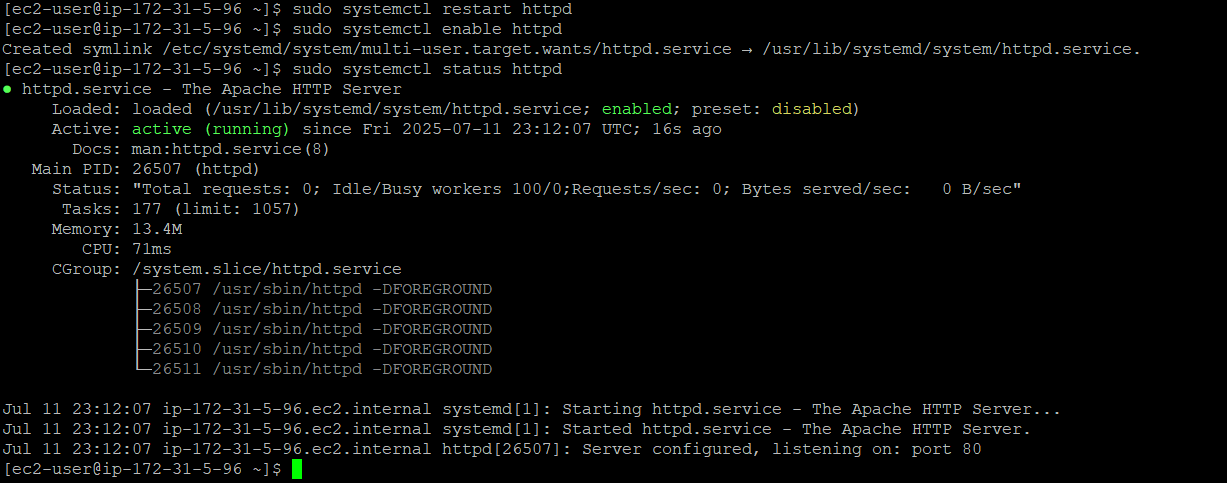 [ec2-user@ip-172-31-5-96 ~]$ sudo systemctl restart httpd
[ec2-user@ip-172-31-5-96 ~]$ sudo systemctl enable httpd
Created symlink /etc/systemd/system/multi-user.target.wants/httpd.service → /usr/lib/systemd/system/httpd.service.
[ec2-user@ip-172-31-5-96 ~]$ sudo systemctl status httpd
● httpd.service - The Apache HTTP Server
     Loaded: loaded (/usr/lib/systemd/system/httpd.service; enabled; preset: disabled)
     Active: active (running) since Fri 2025-07-11 23:12:07 UTC; 16s ago
       Docs: man:httpd.service(8)
   Main PID: 26507 (httpd)
     Status: "Total requests: 0; Idle/Busy workers 100/0;Requests/sec: 0; Bytes served/sec:   0 B/sec"
      Tasks: 177 (limit: 1057)
     Memory: 13.4M
        CPU: 71ms
     CGroup: /system.slice/httpd.service
             ├─26507 /usr/sbin/httpd -DFOREGROUND
             ├─26508 /usr/sbin/httpd -DFOREGROUND
             ├─26509 /usr/sbin/httpd -DFOREGROUND
             ├─26510 /usr/sbin/httpd -DFOREGROUND
             └─26511 /usr/sbin/httpd -DFOREGROUND

Jul 11 23:12:07 ip-172-31-5-96.ec2.internal systemd[1]: Starting httpd.service - The Apache HTTP Server...
Jul 11 23:12:07 ip-172-31-5-96.ec2.internal systemd[1]: Started httpd.service - The Apache HTTP Server.
Jul 11 23:12:07 ip-172-31-5-96.ec2.internal httpd[26507]: Server configured, listening on: port 80
[ec2-user@ip-172-31-5-96 ~]$